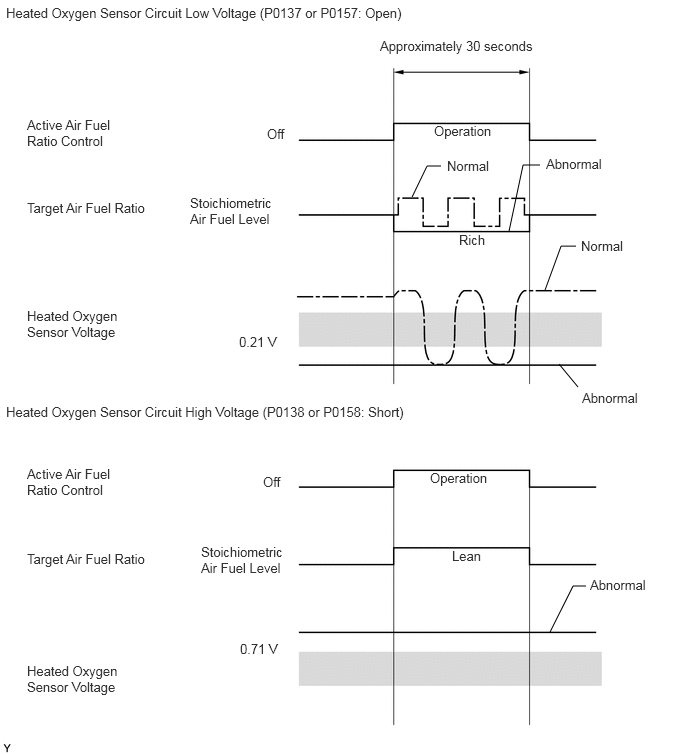 Heated Oxygen Sensor Circuit Low Voltage (P0137 or P0157: Open)
Approximately 30 seconds
Active Air Fuel
Ratio Control
Off
Operation
Normal
Abnormal
Target Air Fuel Ratio
Stoichiometric
Air Fuel Level
Rich
Normal
Heated Oxygen
Sensor Voltage
0.21 V
Abnormal
Heated Oxygen Sensor Circuit High Voltage (P0138 or P0158: Short)
Active Air Fuel
Ratio Control
Off
Operation
Target Air Fuel Ratio
Stoichiometric
Air Fuel Level
Lean
Abnormal
0.71 V
Heated Oxygen
Sensor Voltage
Y